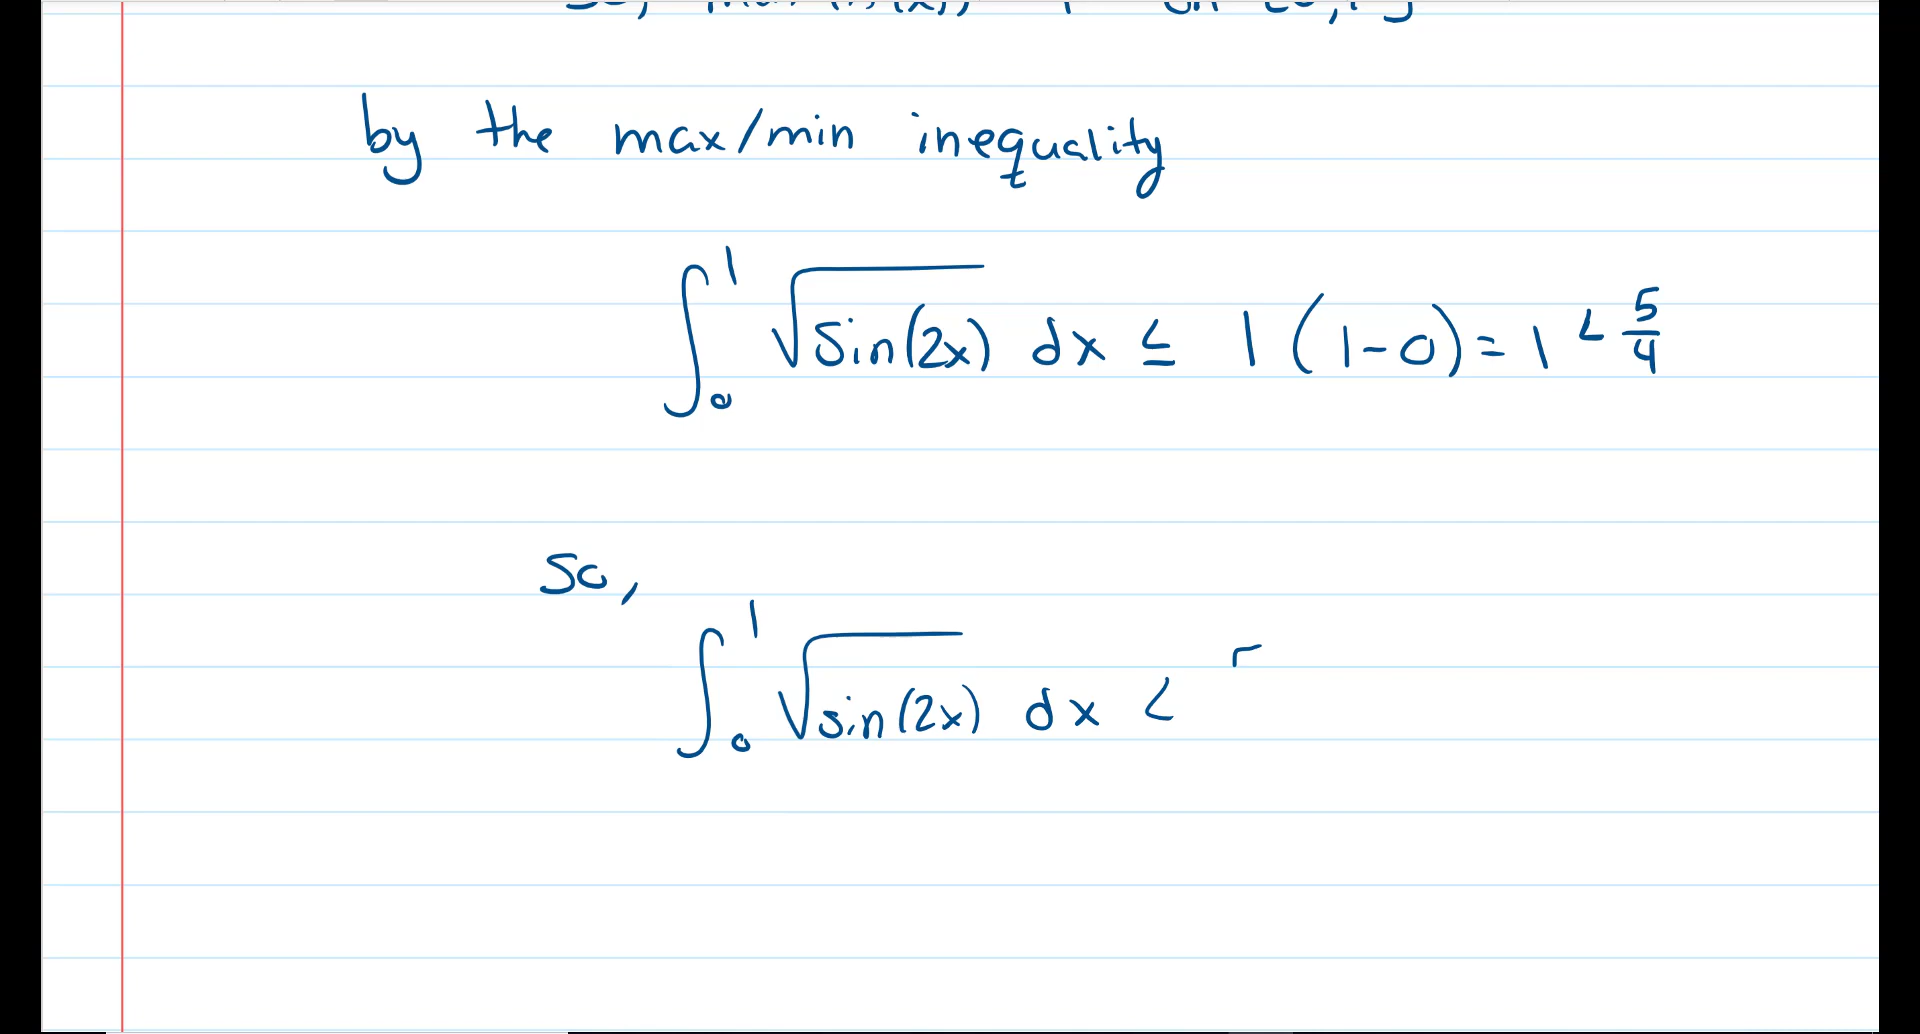 by the max/min inequality
∫₀¹ √sin(2x) dx ≤ 1 (1-0) = 1 < 5/4
So,
∫₀¹ √sin(2x) dx <